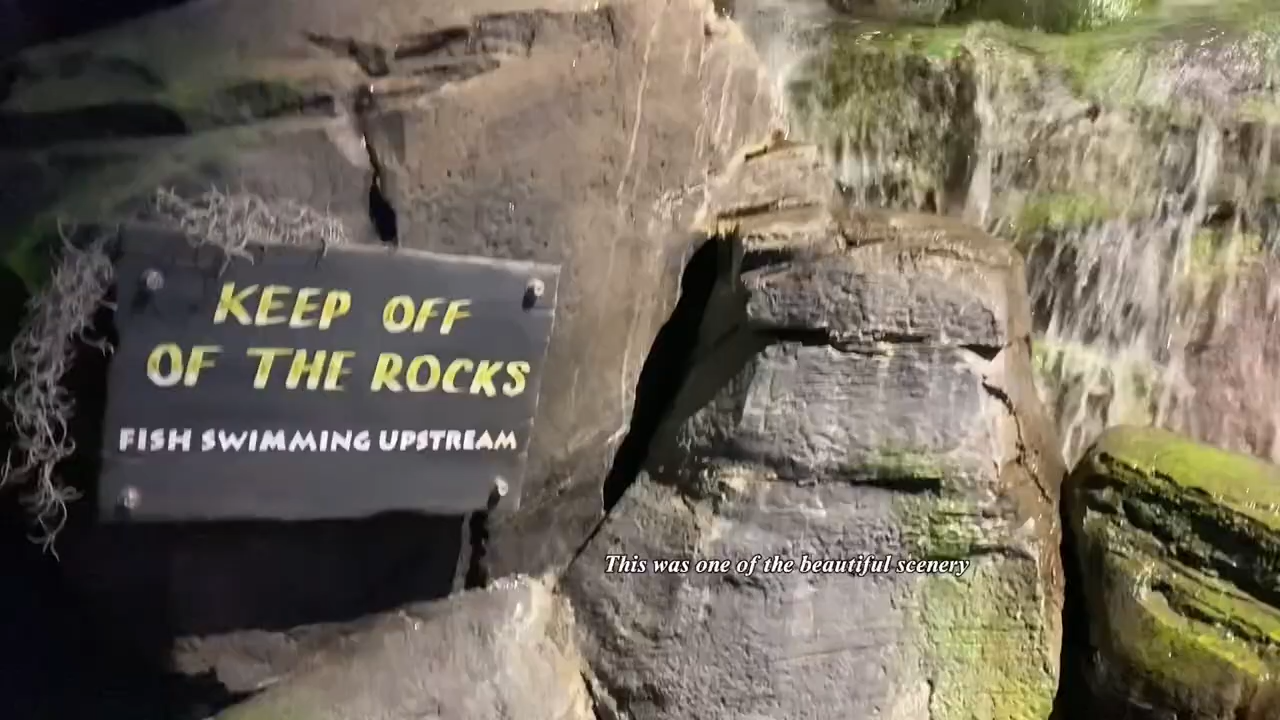 KEEP OFF
OF THE ROCKS
FISH SWIMMING UPSTREAM
This was one of the beautiful scenery